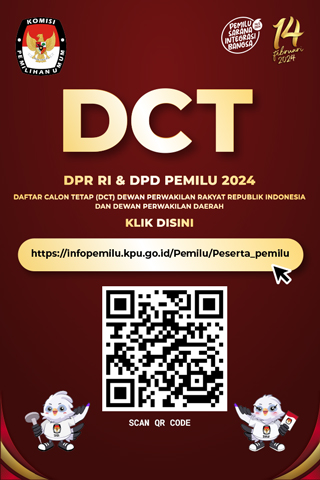 KOMISI
PEMILIHAN UMUM
PEMILU
SARANA
INTEGRASI
BANGSA
14
Februari
2024
DCT
DPR RI & DPD PEMILU 2024
DAFTAR CALON TETAP (DCT) DEWAN PERWAKILAN RAKYAT REPUBLIK INDONESIA
DAN DEWAN PERWAKILAN DAERAH
KLIK DISINI
https://infopemilu.kpu.go.id/Pemilu/Peserta_pemilu
SCAN QR CODE